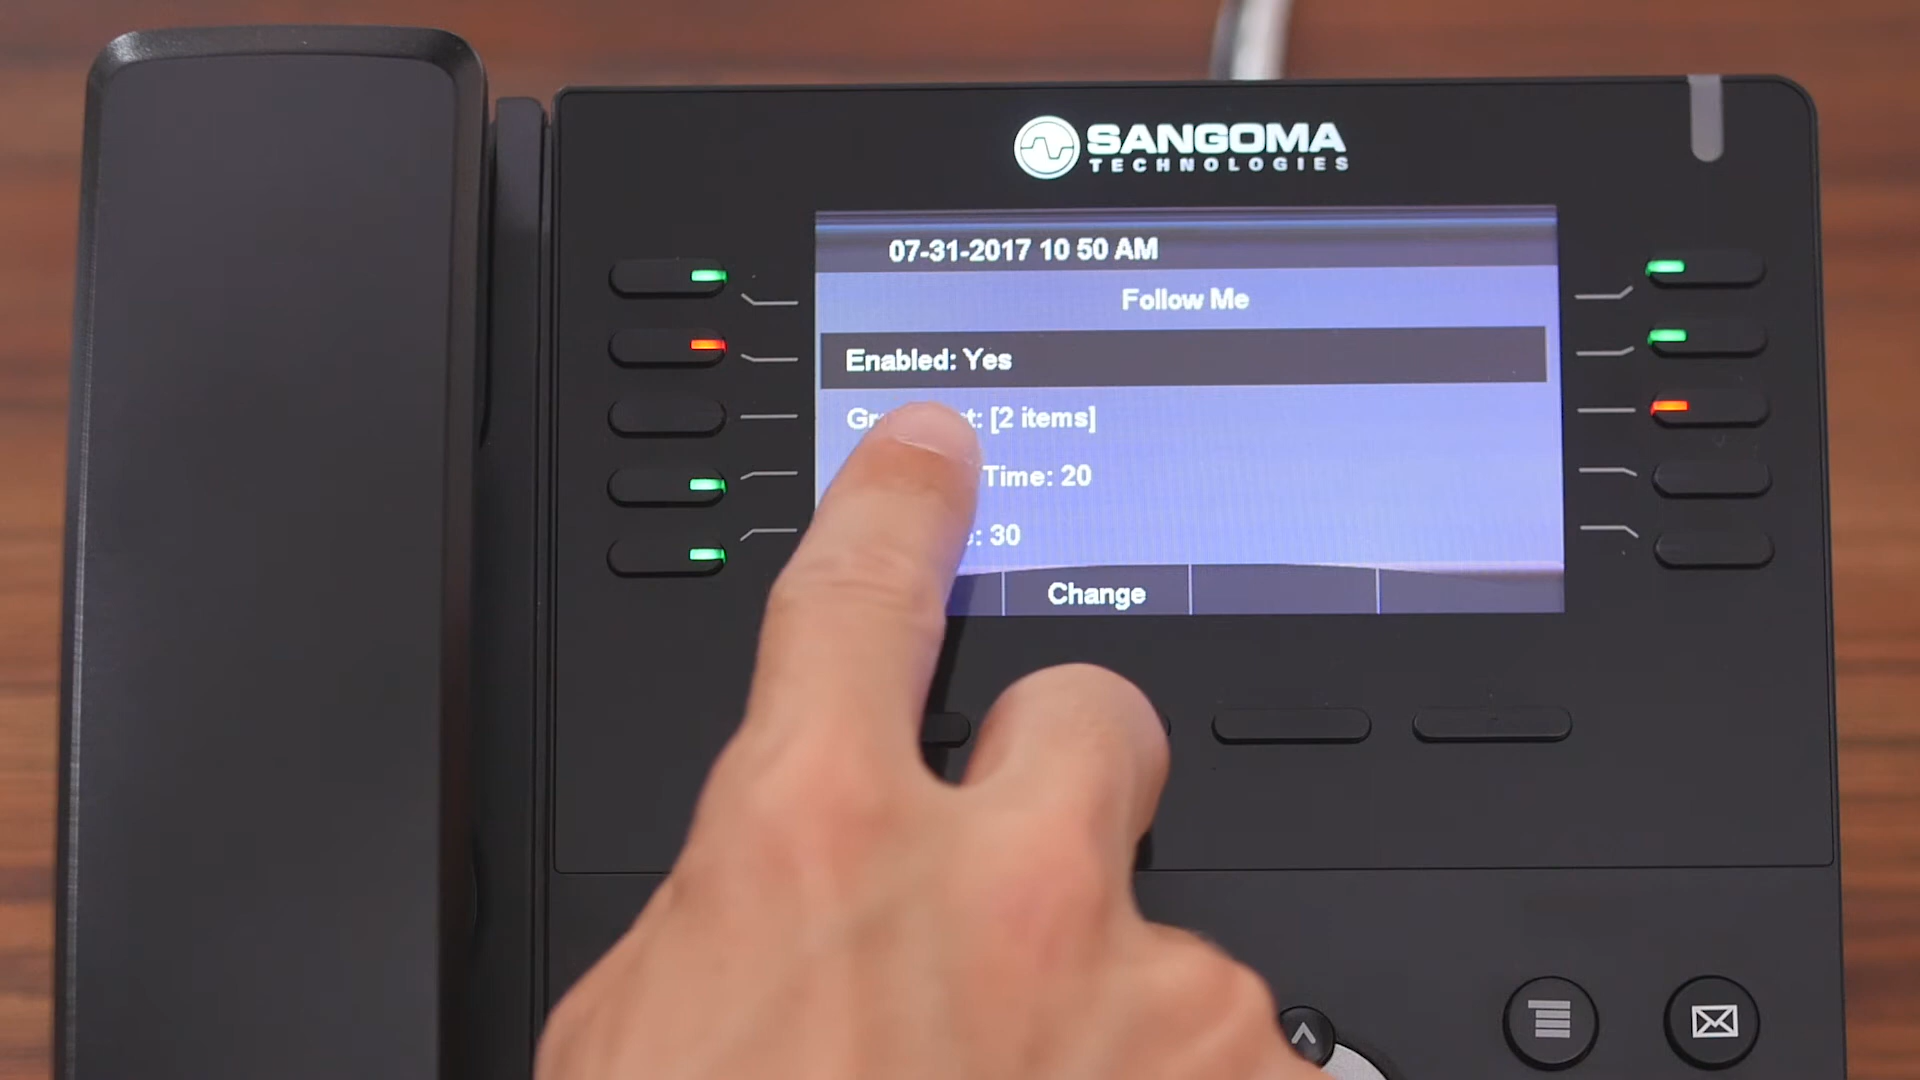 SANGOMA
TECHNOLOGIES
07-31-2017 10 50 AM
Follow Me
Enabled: Yes
[2 items]
Time: 20
: 30
Change